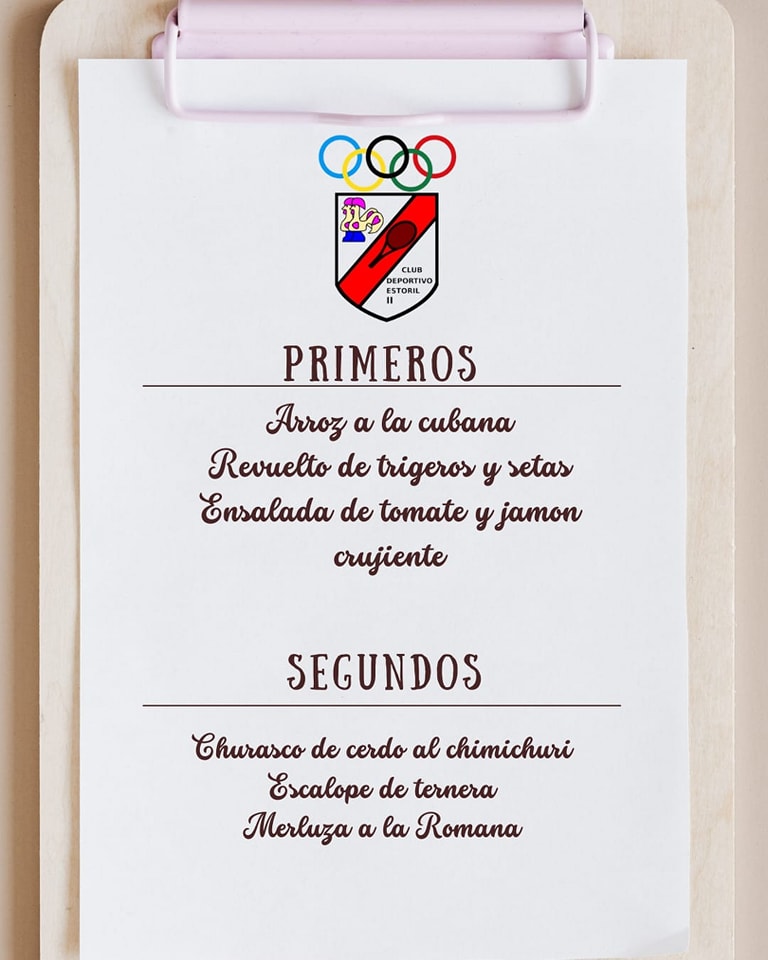 CLUB
DEPORTIVO
ESTORIL
II
PRIMEROS
Arroz a la cubana
Revuelto de trigeros y setas
Ensalada de tomate y jamon
crujiente
SEGUNDOS
Churasco de cerdo al chimichuri
Escalope de ternera
Merluza a la Romana